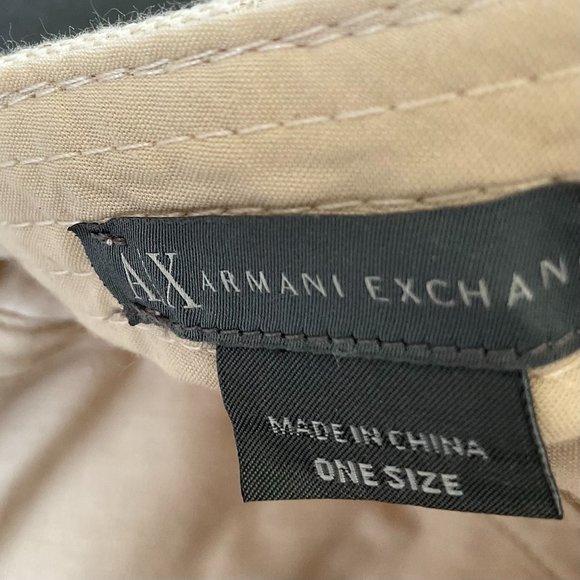 A|X ARMANI EXCHAN
MADE IN CHINA
ONE SIZE